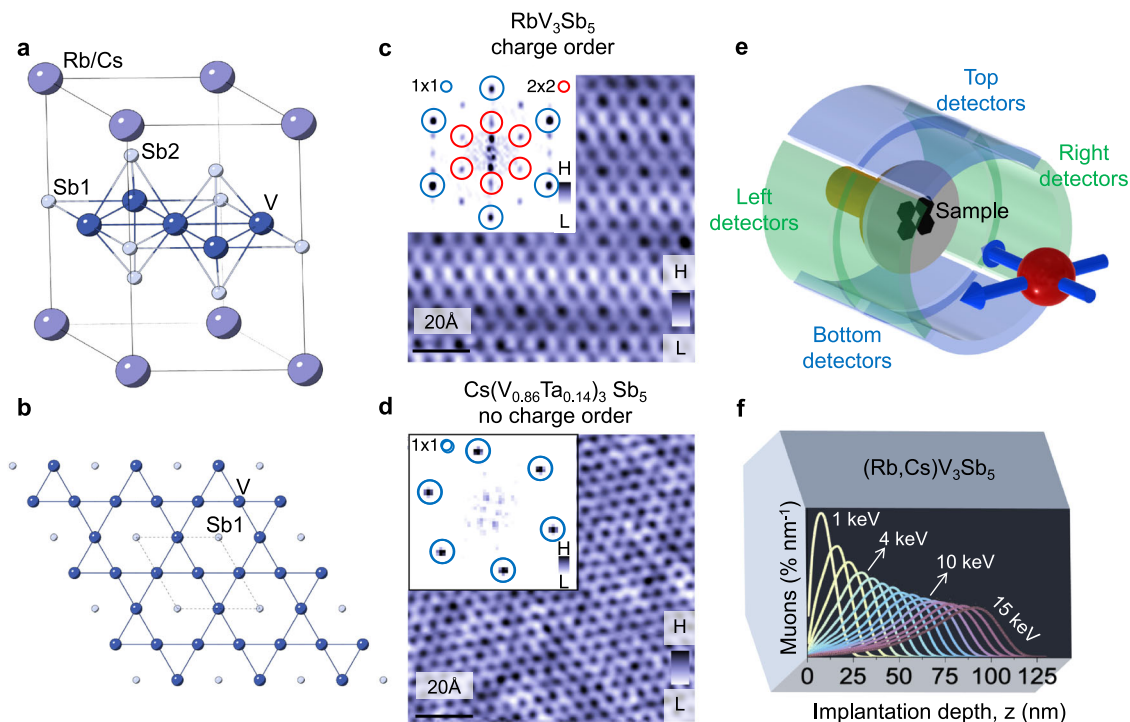 a
Rb/Cs
Sb2
Sb1
V
b
V
Sb1
RbV₃Sb₅
charge order
c
1x1
2x2
H
L
H
20Å
L
Cs(V₀.₈₆Ta₀.₁₄)₃ Sb₅
no charge order
d
1x1
H
L
H
20Å
L
e
Top
detectors
Right
detectors
Left
detectors
Sample
Bottom
detectors
f
(Rb,Cs)V₃Sb₅
1 keV
4 keV
10 keV
15 keV
Muons (% nm⁻¹)
0 25 50 75 100 125
Implantation depth, z (nm)